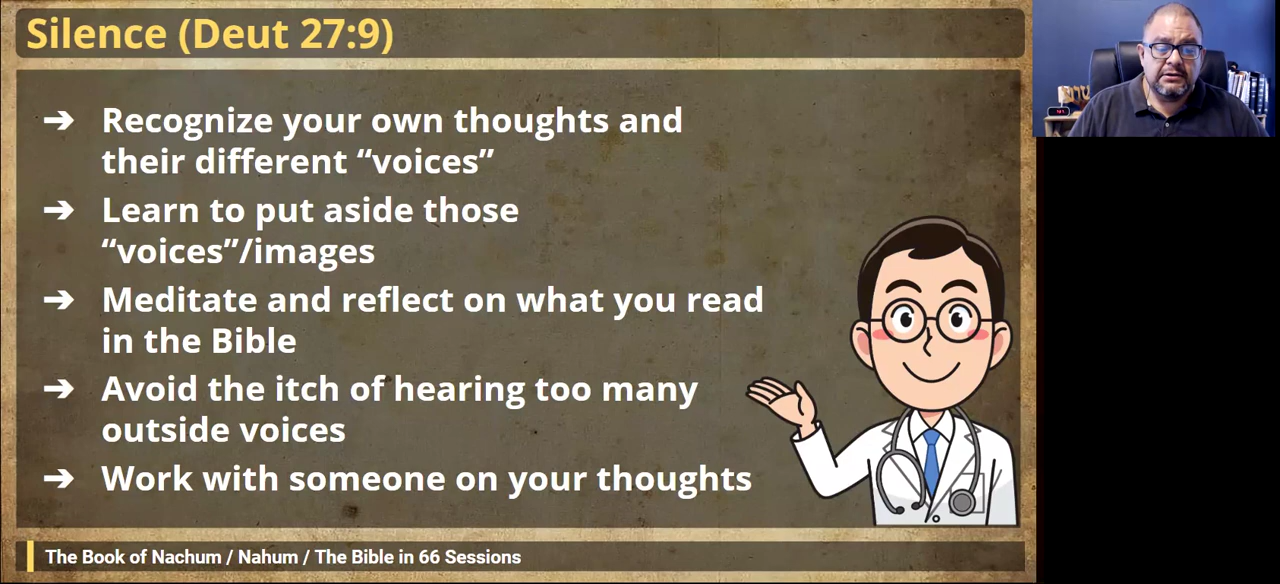 Silence (Deut 27:9)
➔ Recognize your own thoughts and
their different “voices”
➔ Learn to put aside those
“voices”/images
➔ Meditate and reflect on what you read
in the Bible
➔ Avoid the itch of hearing too many
outside voices
➔ Work with someone on your thoughts
The Book of Nachum / Nahum / The Bible in 66 Sessions